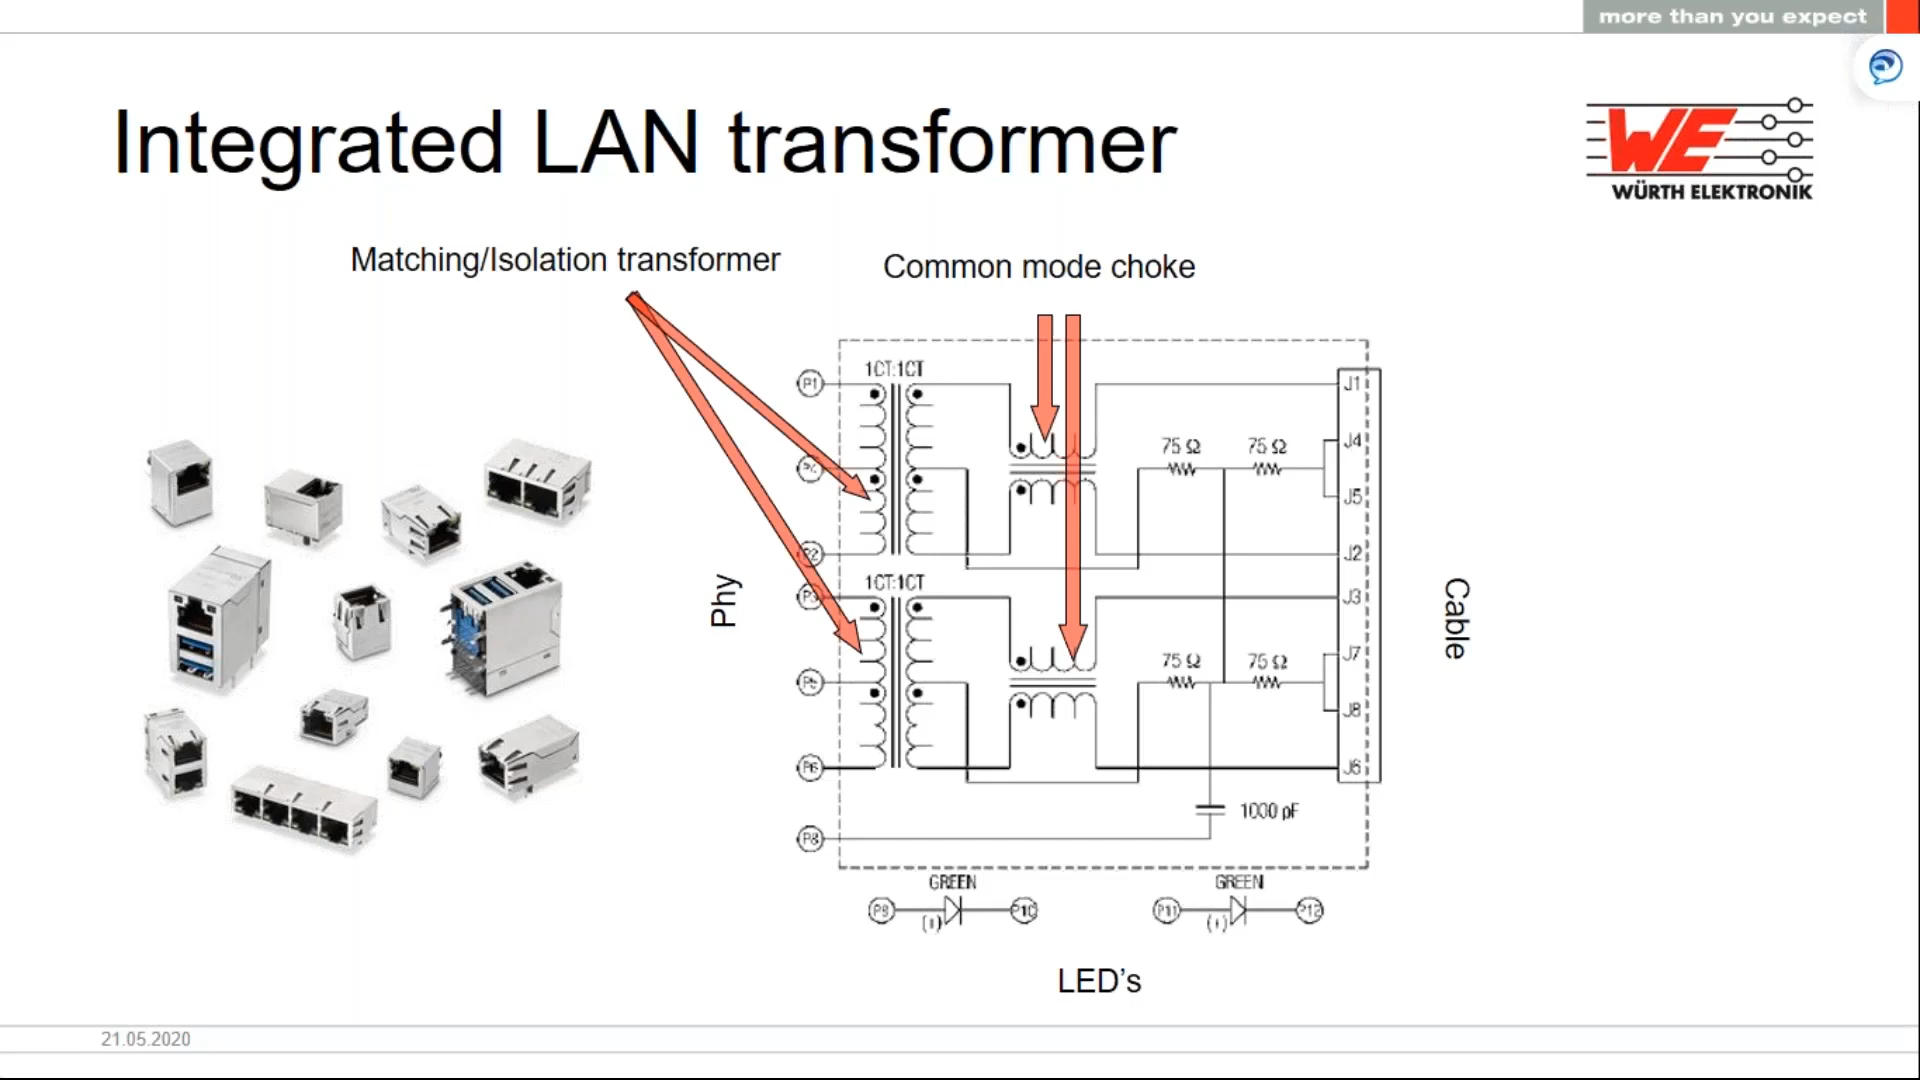 more than you expect
Integrated LAN transformer
WE
WÜRTH ELEKTRONIK
Matching/Isolation transformer
Common mode choke
1CT:1CT
P1
J1
J4
75 Ω
75 Ω
J5
P2
J2
1CT:1CT
P3
J3
Phy
Cable
J7
75 Ω
75 Ω
P5
J8
P6
J6
1000 pF
P8
GREEN
GREEN
P9
P10
P11
P12
LED's
21.05.2020